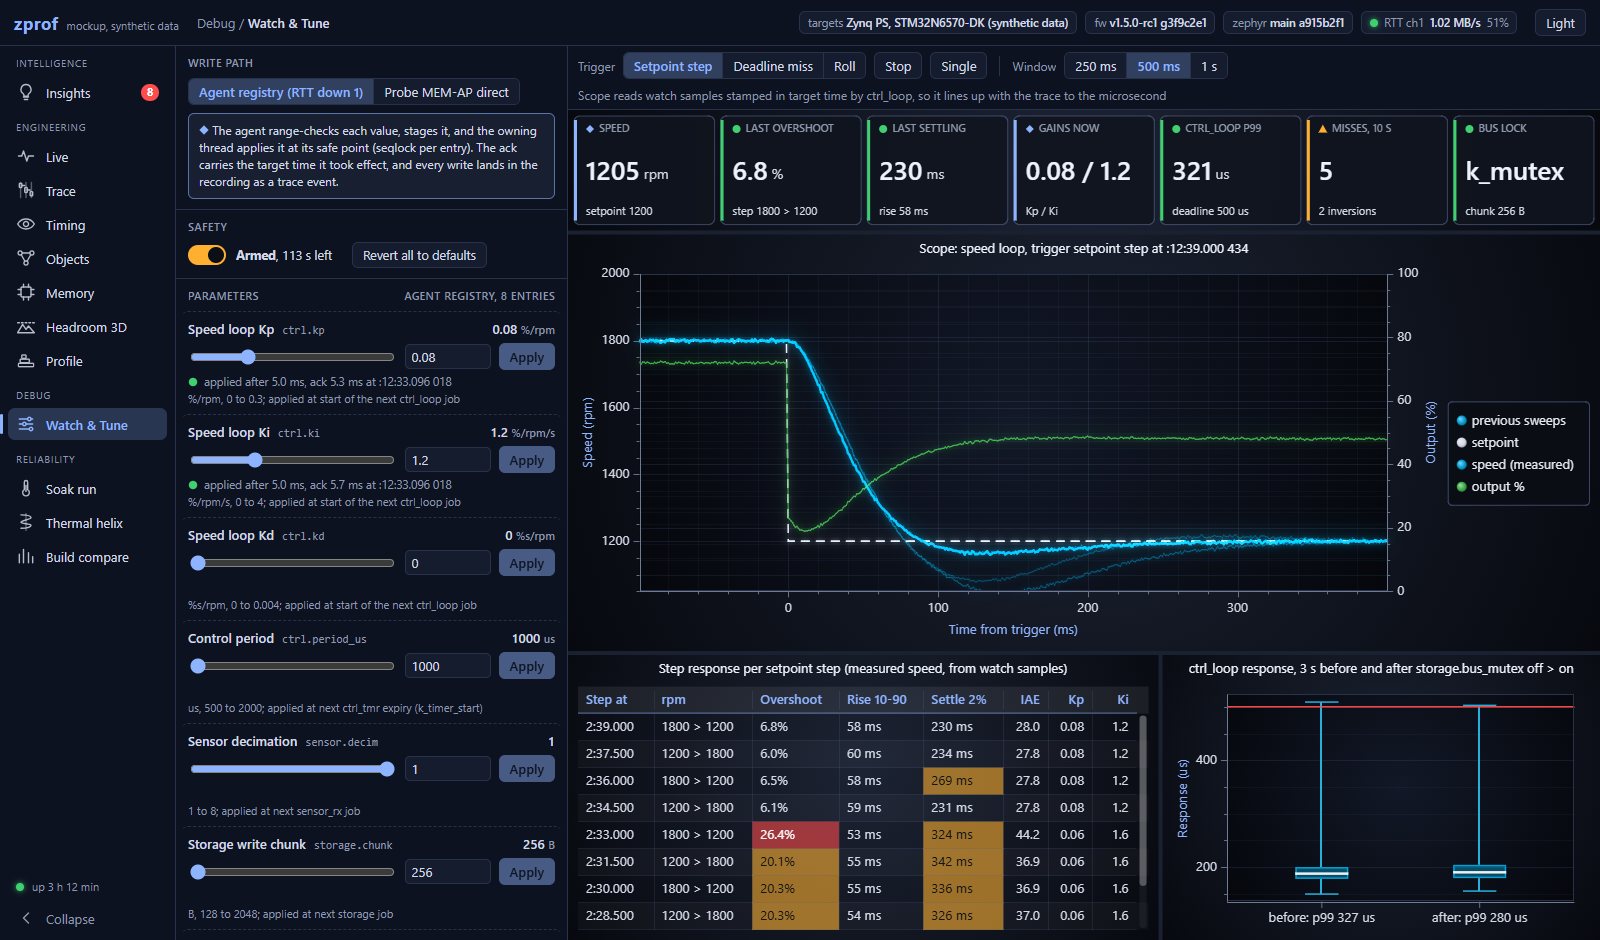 zprof mockup, synthetic data
Debug / Watch & Tune
targets Zynq PS, STM32N6570-DK (synthetic data)
fw v1.5.0-rc1 g3f9c2e1
zephyr main a915b2f1
RTT ch1 1.02 MB/s 51%
Light
INTELLIGENCE
Insights 8
ENGINEERING
Live
Trace
Timing
Objects
Memory
Headroom 3D
Profile
DEBUG
Watch & Tune
RELIABILITY
Soak run
Thermal helix
Build compare
up 3 h 12 min
Collapse
WRITE PATH
Agent registry (RTT down 1) Probe MEM-AP direct
The agent range-checks each value, stages it, and the owning
thread applies it at its safe point (seqlock per entry). The ack
carries the target time it took effect, and every write lands in the
recording as a trace event.
SAFETY
Armed, 113 s left Revert all to defaults
PARAMETERS AGENT REGISTRY, 8 ENTRIES
Speed loop Kp ctrl.kp 0.08 %/rpm
0.08 Apply
applied after 5.0 ms, ack 5.3 ms at :12:33.096 018
%/rpm, 0 to 0.3; applied at start of the next ctrl_loop job
Speed loop Ki ctrl.ki 1.2 %/rpm/s
1.2 Apply
applied after 5.0 ms, ack 5.7 ms at :12:33.096 018
%/rpm/s, 0 to 4; applied at start of the next ctrl_loop job
Speed loop Kd ctrl.kd 0 %s/rpm
0 Apply
%s/rpm, 0 to 0.004; applied at start of the next ctrl_loop job
Control period ctrl.period_us 1000 us
1000 Apply
us, 500 to 2000; applied at next ctrl_tmr expiry (k_timer_start)
Sensor decimation sensor.decim 1
1 Apply
1 to 8; applied at next sensor_rx job
Storage write chunk storage.chunk 256 B
256 Apply
B, 128 to 2048; applied at next storage job
Trigger Setpoint step Deadline miss Roll Stop Single Window 250 ms 500 ms 1 s
Scope reads watch samples stamped in target time by ctrl_loop, so it lines up with the trace to the microsecond
SPEED
1205 rpm
setpoint 1200
LAST OVERSHOOT
6.8 %
step 1800 > 1200
LAST SETTLING
230 ms
rise 58 ms
GAINS NOW
0.08 / 1.2
Kp / Ki
CTRL_LOOP P99
321 us
deadline 500 us
MISSES, 10 S
5
2 inversions
BUS LOCK
k_mutex
chunk 256 B
Scope: speed loop, trigger setpoint step at :12:39.000 434
Speed (rpm)
2000
1800
1600
1400
1200
Output (%)
100
80
60
40
20
0
0 100 200 300
Time from trigger (ms)
previous sweeps
setpoint
speed (measured)
output %
Step response per setpoint step (measured speed, from watch samples)
Step at rpm Overshoot Rise 10-90 Settle 2% IAE Kp Ki
2:39.000 1800 > 1200 6.8% 58 ms 230 ms 28.0 0.08 1.2
2:37.500 1200 > 1800 6.0% 60 ms 234 ms 27.8 0.08 1.2
2:36.000 1800 > 1200 6.5% 58 ms 269 ms 27.8 0.08 1.2
2:34.500 1200 > 1800 6.1% 59 ms 231 ms 27.8 0.08 1.2
2:33.000 1800 > 1200 26.4% 53 ms 324 ms 44.2 0.06 1.6
2:31.500 1200 > 1800 20.1% 55 ms 342 ms 36.9 0.06 1.6
2:30.000 1800 > 1200 20.3% 55 ms 336 ms 36.9 0.06 1.6
2:28.500 1200 > 1800 20.3% 54 ms 326 ms 37.0 0.06 1.6
ctrl_loop response, 3 s before and after storage.bus_mutex off > on
Response (us)
400
200
before: p99 327 us after: p99 280 us